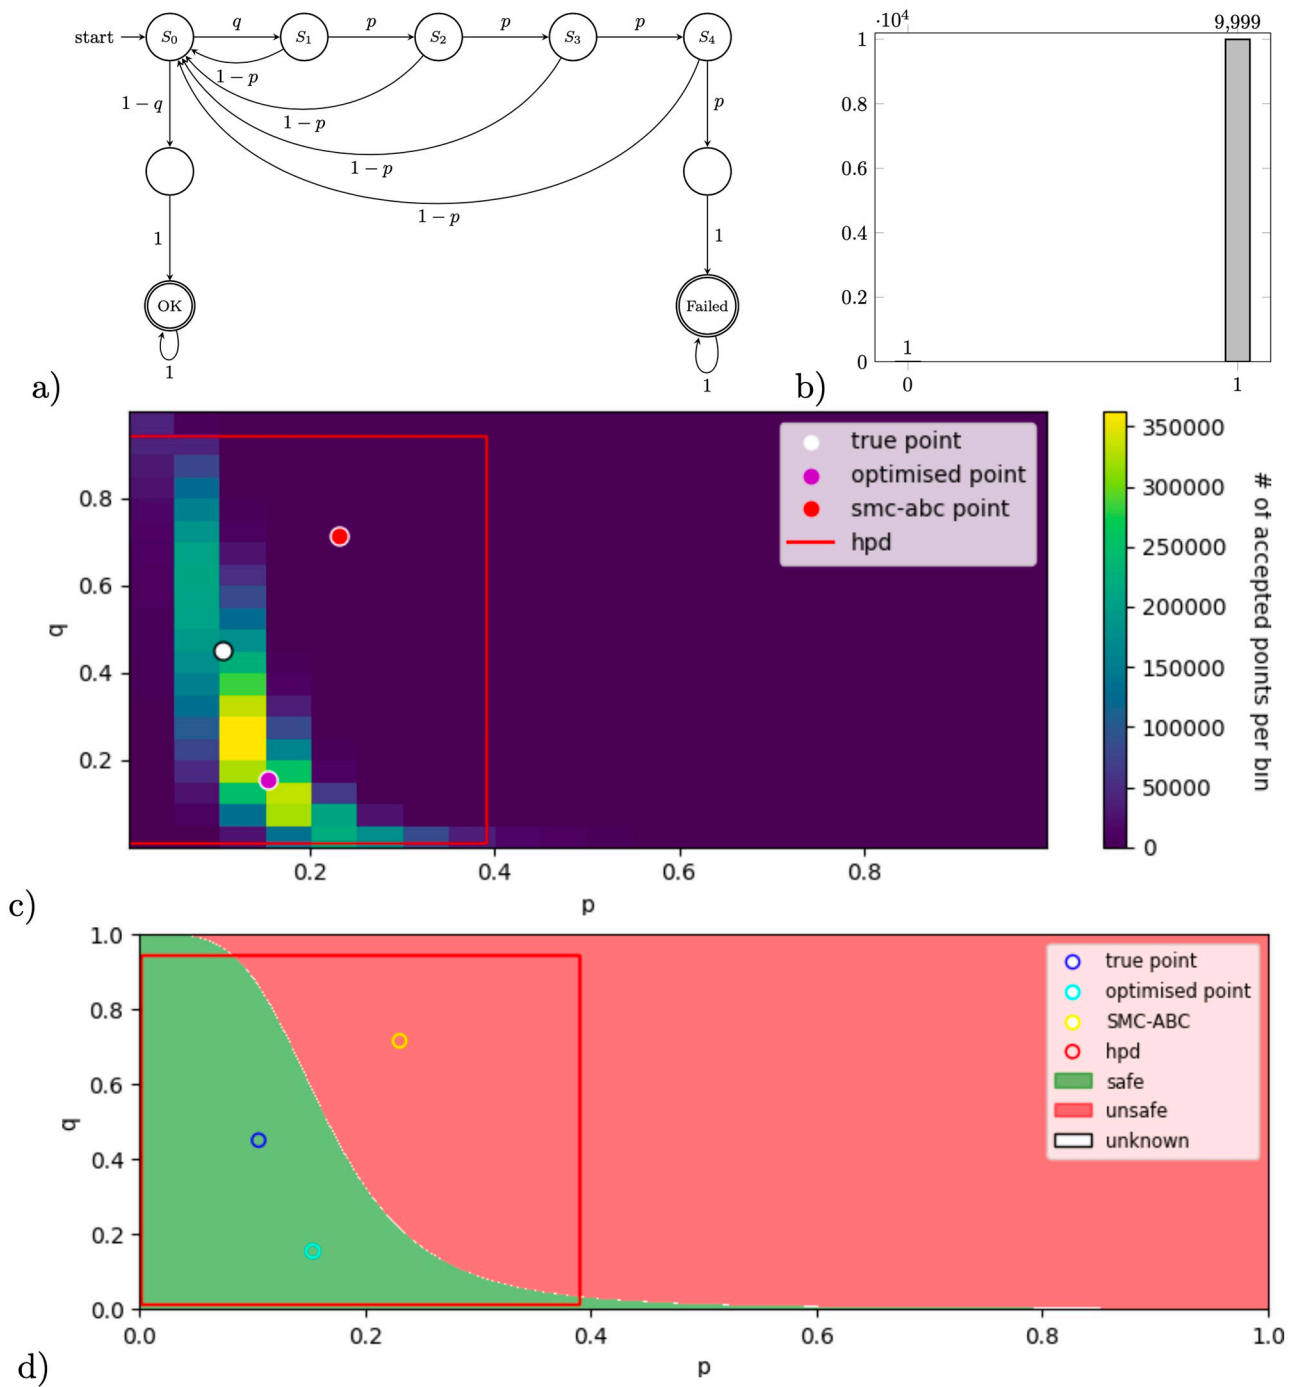 start
S0
q
S1
p
S2
p
S3
p
S4
1 − p
1 − p
1 − p
1 − p
1 − q
p
1
1
OK
Failed
1
1
a)
·10^4
9,999
1
0.8
0.6
0.4
0.2
0
1
0
1
b)
true point
optimised point
smc-abc point
hpd
0.8
0.6
0.4
0.2
q
0.2
0.4
0.6
0.8
p
350000
300000
250000
200000
150000
100000
50000
0
# of accepted points per bin
c)
1.0
0.8
0.6
0.4
0.2
0.0
q
true point
optimised point
SMC-ABC
hpd
safe
unsafe
unknown
0.0
0.2
0.4
0.6
0.8
1.0
p
d)